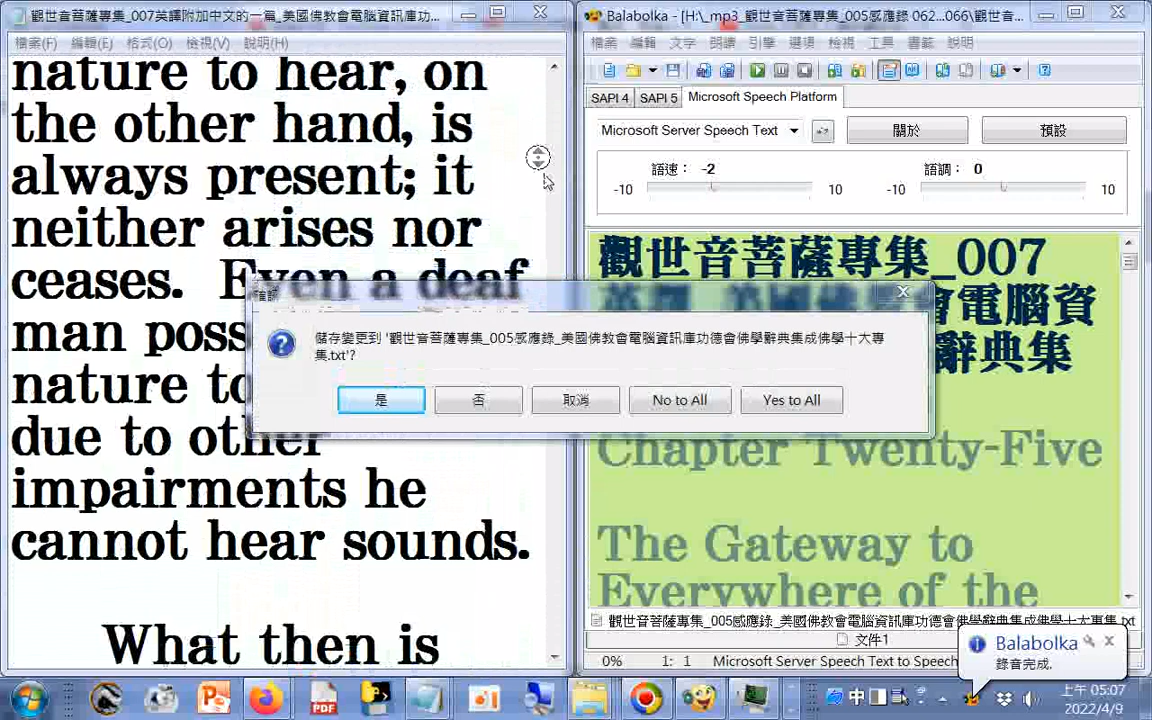 觀世音菩薩專集_007英譯附加中文的一篇_美國佛教會電腦資訊庫功...
檔案(F) 編輯(E) 格式(O) 檢視(V) 說明(H)
nature to hear, on
the other hand, is
always present; it
neither arises nor
ceases. Even a deaf
man poss
nature to
due to other
impairments he
cannot hear sounds.
What then is
Balabolka - [H:\_mp3_觀世音菩薩專集_005感應錄 062...066\觀世音...
檔案 編輯 文字 朗讀 引擎 選項 檢視 工具 書籤 說明
SAPI 4 SAPI 5 Microsoft Speech Platform
Microsoft Server Speech Text 關於 預設
語速: -2 語調: 0
-10 10 -10 10
觀世音菩薩專集_007
會電腦資
辭典集
Chapter Twenty-Five
The Gateway to
Everywhere of the
觀世音菩薩專集_005感應錄_美國佛教會電腦資訊庫功德會佛學辭典集成佛學十大專集.txt
文件1
0% 1: 1 Microsoft Server Speech Text to Speech
儲存變更到 '觀世音菩薩專集_005感應錄_美國佛教會電腦資訊庫功德會佛學辭典集成佛學十大專
集.txt'?
是 否 取消 No to All Yes to All
Balabolka
錄音完成.
中
上午 05:07
2022/4/9